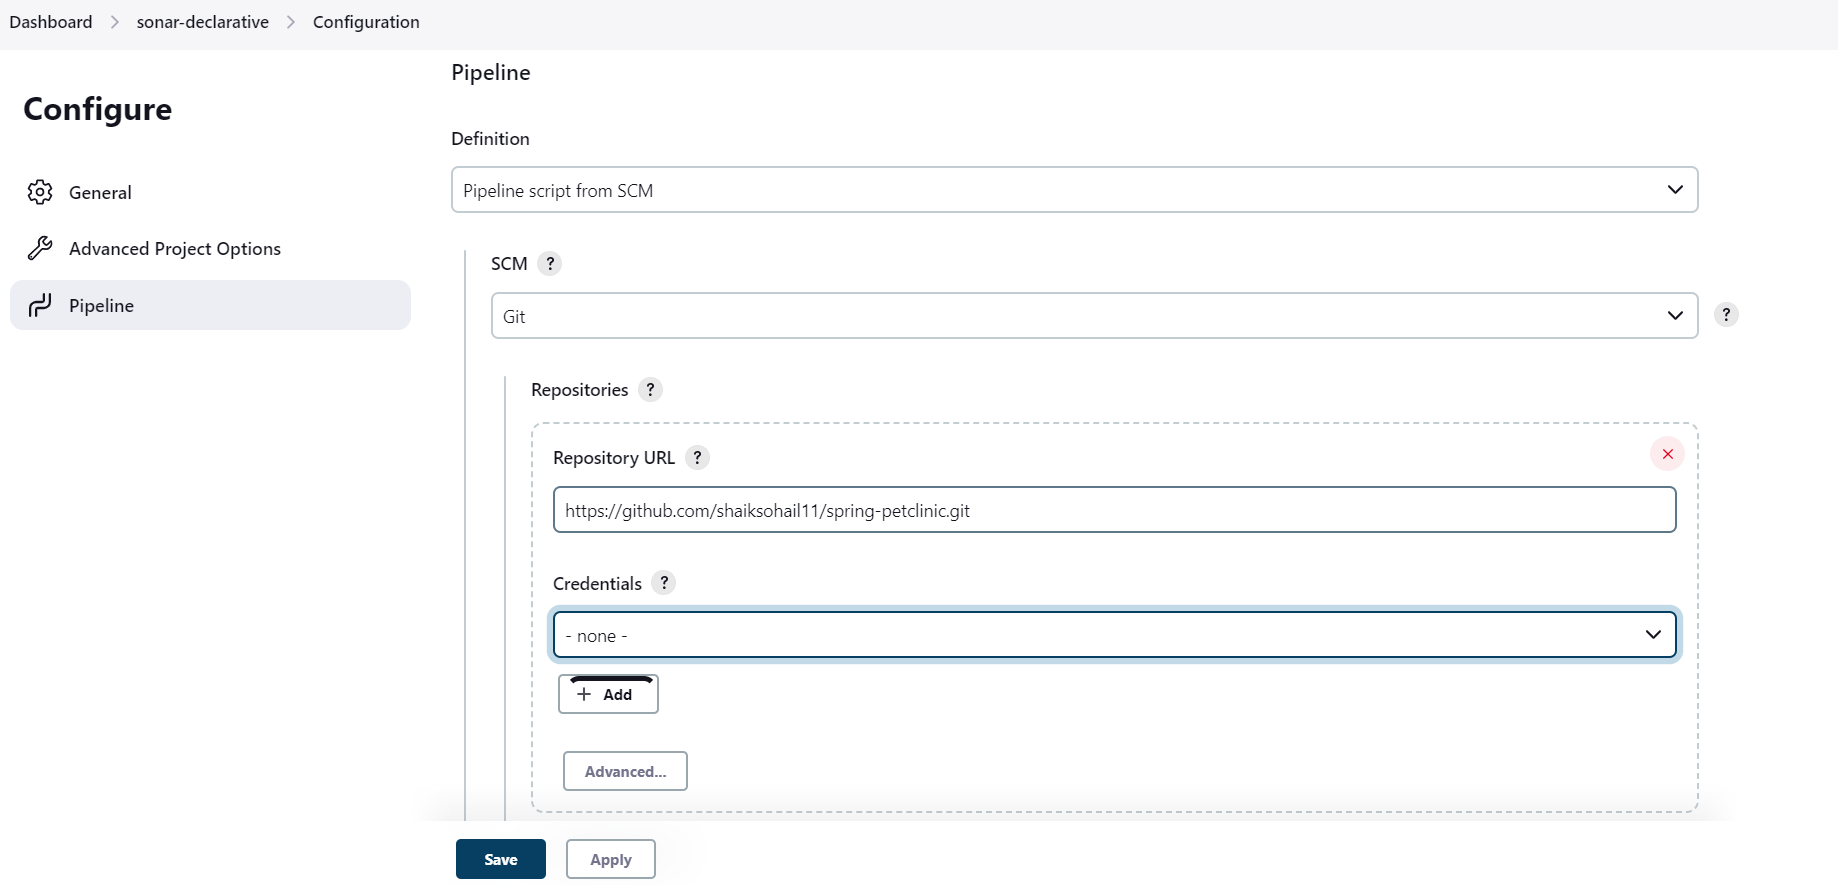 Dashboard > sonar-declarative > Configuration
Configure
General
Advanced Project Options
Pipeline
Pipeline
Definition
Pipeline script from SCM
SCM ?
Git
?
Repositories ?
Repository URL ?
https://github.com/shaiksohail11/spring-petclinic.git
Credentials ?
- none -
+ Add
Advanced...
Save Apply